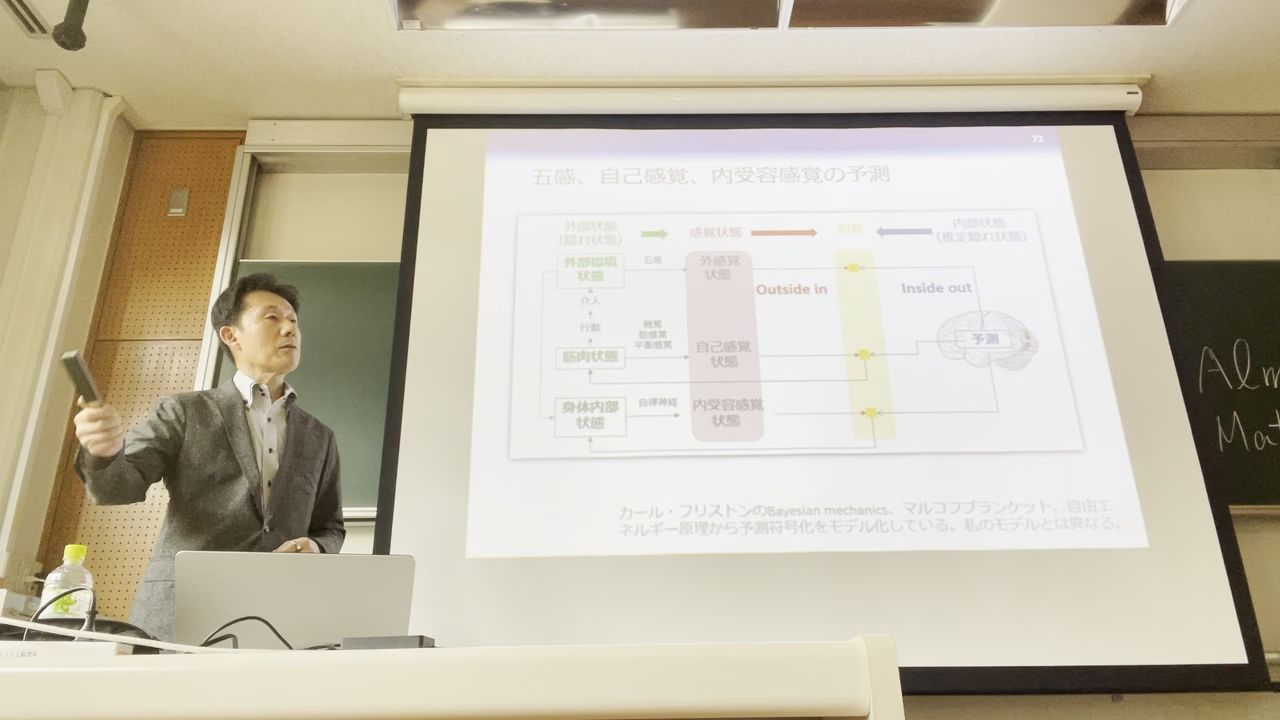 72
五感、自己感覚、内受容感覚の予測
外部状態
(隠れ状態)
感覚状態
知覚
内部状態
(推定隠れ状態)
外部環境
状態
五感
外感覚
状態
Outside in
Inside out
介入
行動
触覚
筋感覚
平衡感覚
筋肉状態
自己感覚
状態
予測
身体内部
状態
自律神経
内受容感覚
状態
カール・フリストンのBayesian mechanics、マルコフブランケット、自由エ
ネルギー原理から予測符号化をモデル化している。私のモデルとは異なる。
Alm
Mat